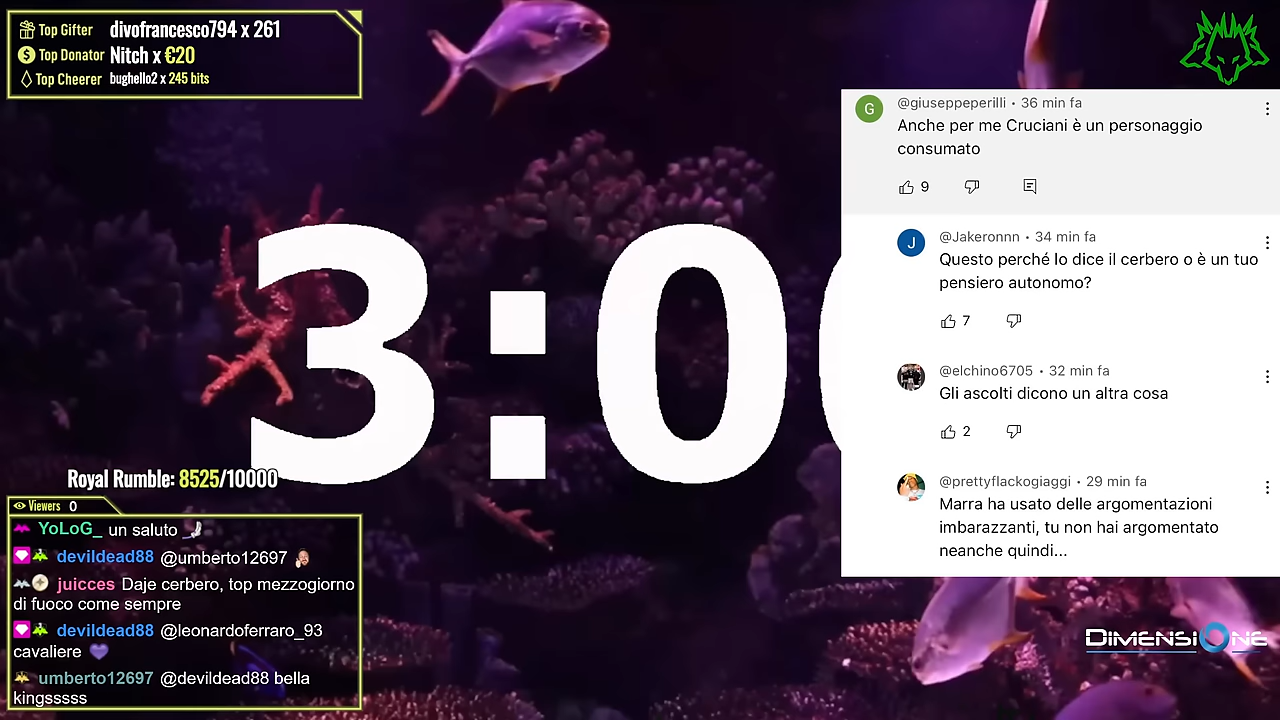 Top Gifter divofrancesco794 x 261
Top Donator Nitch x €20
Top Cheerer bughello2 x 245 bits
3:0
Royal Rumble: 8525/10000
Viewers 0
YoLoG_ un saluto
devildead88 @umberto12697
juicces Daje cerbero, top mezzogiorno
di fuoco come sempre
devildead88 @leonardoferraro_93
cavaliere
umberto12697 @devildead88 bella
kingsssss
G
@giuseppeperilli • 36 min fa
Anche per me Cruciani è un personaggio
consumato
9
J
@Jakeronnn • 34 min fa
Questo perché lo dice il cerbero o è un tuo
pensiero autonomo?
7
@elchino6705 • 32 min fa
Gli ascolti dicono un altra cosa
2
@prettyflackogiaggi • 29 min fa
Marra ha usato delle argomentazioni
imbarazzanti, tu non hai argomentato
neanche quindi...
DIMENSIONE